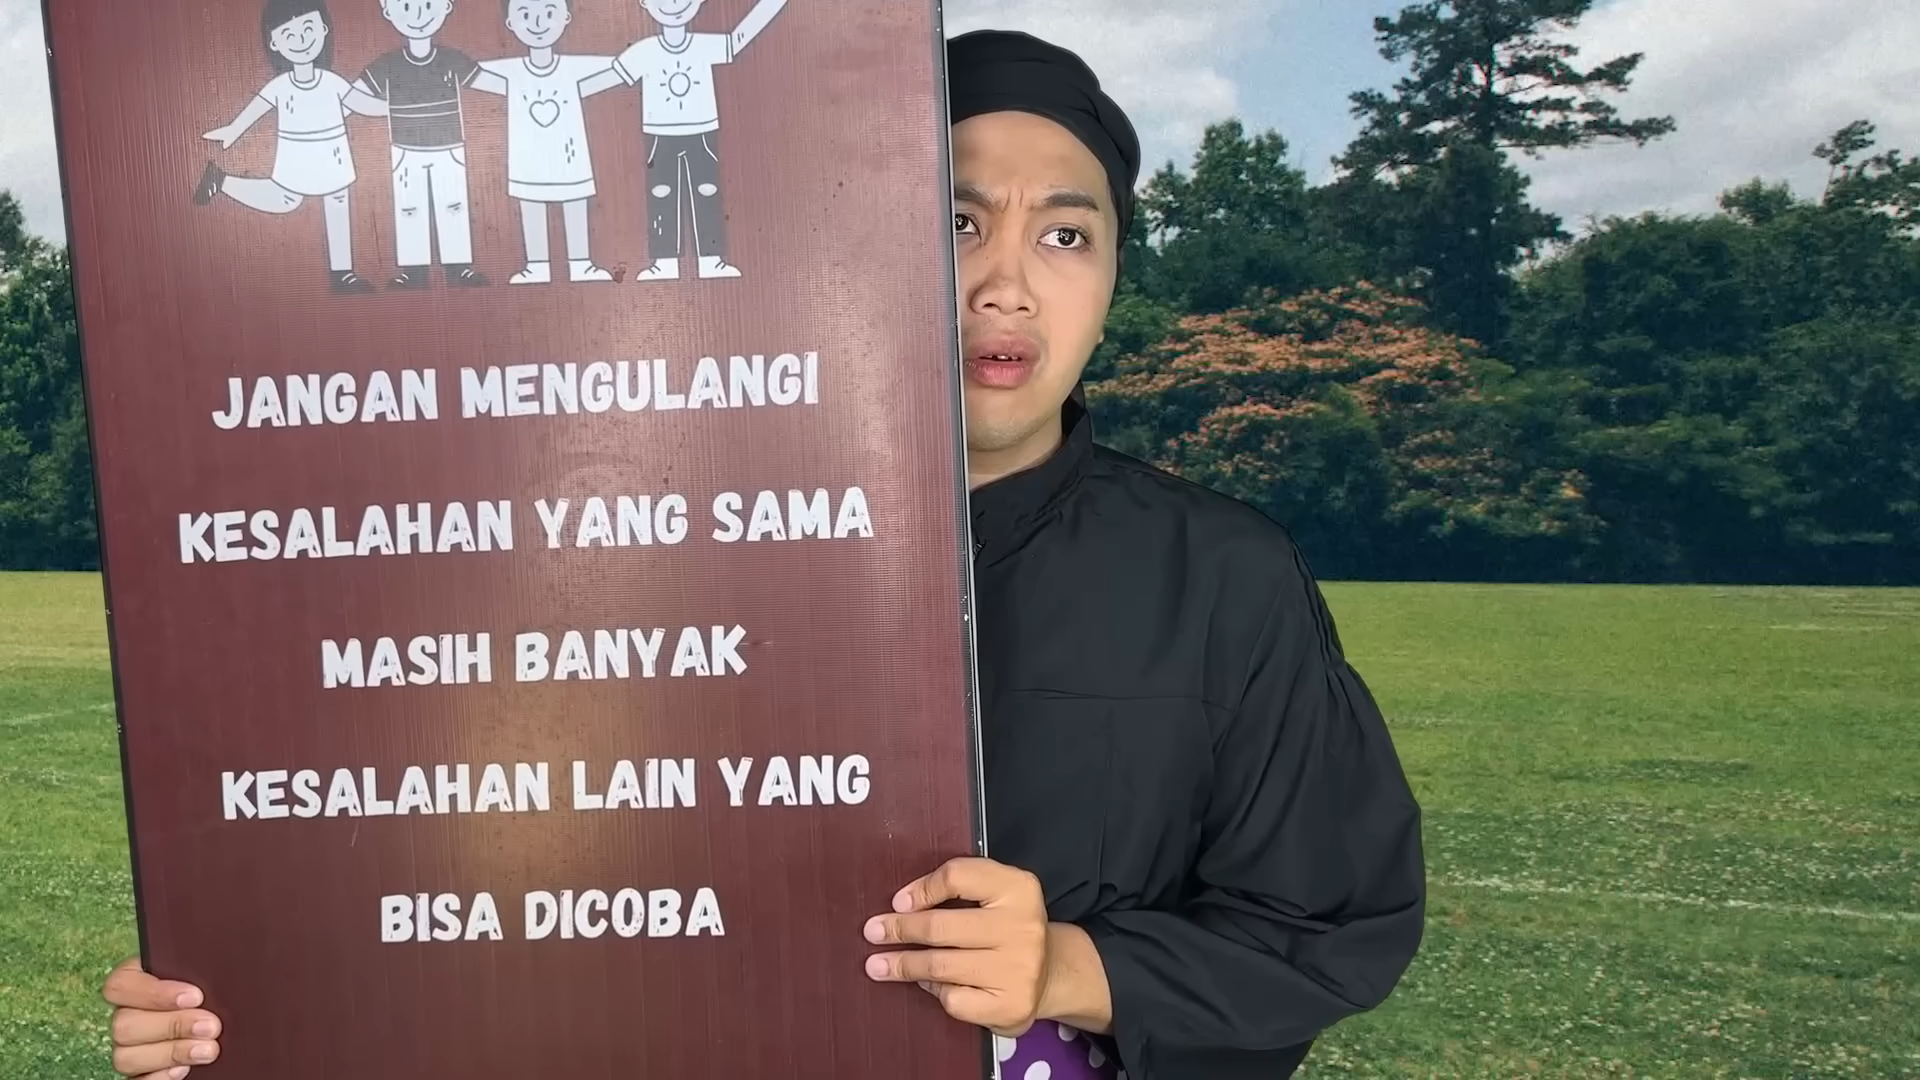 JANGAN MENGULANGI
KESALAHAN YANG SAMA
MASIH BANYAK
KESALAHAN LAIN YANG
BISA DICOBA